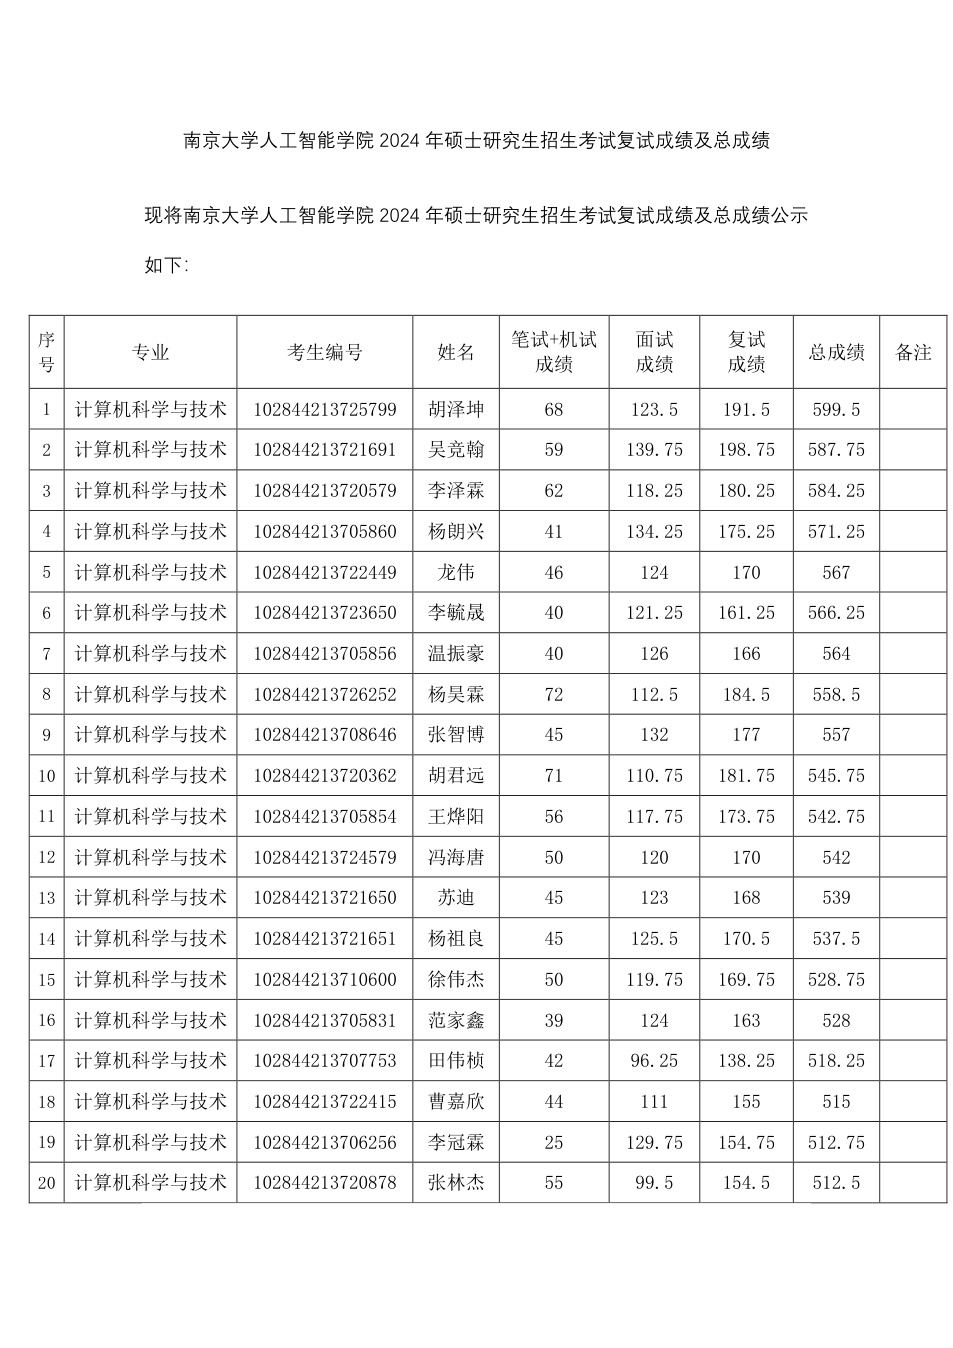 南京大学人工智能学院 2024 年硕士研究生招生考试复试成绩及总成绩
现将南京大学人工智能学院 2024 年硕士研究生招生考试复试成绩及总成绩公示
如下：
序号 专业 考生编号 姓名 笔试+机试成绩 面试成绩 复试成绩 总成绩 备注
1 计算机科学与技术 102844213725799 胡泽坤 68 123.5 191.5 599.5
2 计算机科学与技术 102844213721691 吴竞翰 59 139.75 198.75 587.75
3 计算机科学与技术 102844213720579 李泽霖 62 118.25 180.25 584.25
4 计算机科学与技术 102844213705860 杨朗兴 41 134.25 175.25 571.25
5 计算机科学与技术 102844213722449 龙伟 46 124 170 567
6 计算机科学与技术 102844213723650 李毓晟 40 121.25 161.25 566.25
7 计算机科学与技术 102844213705856 温振豪 40 126 166 564
8 计算机科学与技术 102844213726252 杨昊霖 72 112.5 184.5 558.5
9 计算机科学与技术 102844213708646 张智博 45 132 177 557
10 计算机科学与技术 102844213720362 胡君远 71 110.75 181.75 545.75
11 计算机科学与技术 102844213705854 王烨阳 56 117.75 173.75 542.75
12 计算机科学与技术 102844213724579 冯海唐 50 120 170 542
13 计算机科学与技术 102844213721650 苏迪 45 123 168 539
14 计算机科学与技术 102844213721651 杨祖良 45 125.5 170.5 537.5
15 计算机科学与技术 102844213710600 徐伟杰 50 119.75 169.75 528.75
16 计算机科学与技术 102844213705831 范家鑫 39 124 163 528
17 计算机科学与技术 102844213707753 田伟桢 42 96.25 138.25 518.25
18 计算机科学与技术 102844213722415 曹嘉欣 44 111 155 515
19 计算机科学与技术 102844213706256 李冠霖 25 129.75 154.75 512.75
20 计算机科学与技术 102844213720878 张林杰 55 99.5 154.5 512.5